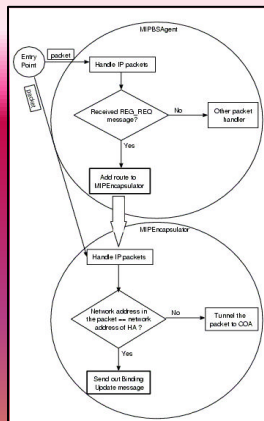 MIPBSAgent
Entry
Point
packet
Handle IP packets
packet
Received REG_REQ
message?
No
Other packet
handler
Yes
Add route to
MIPEncapsulator
MIPEncapsulator
Handle IP packets
Network address in
the packet == network
address of HA ?
No
Tunnel the
packet to COA
Yes
Send out Binding
Update message